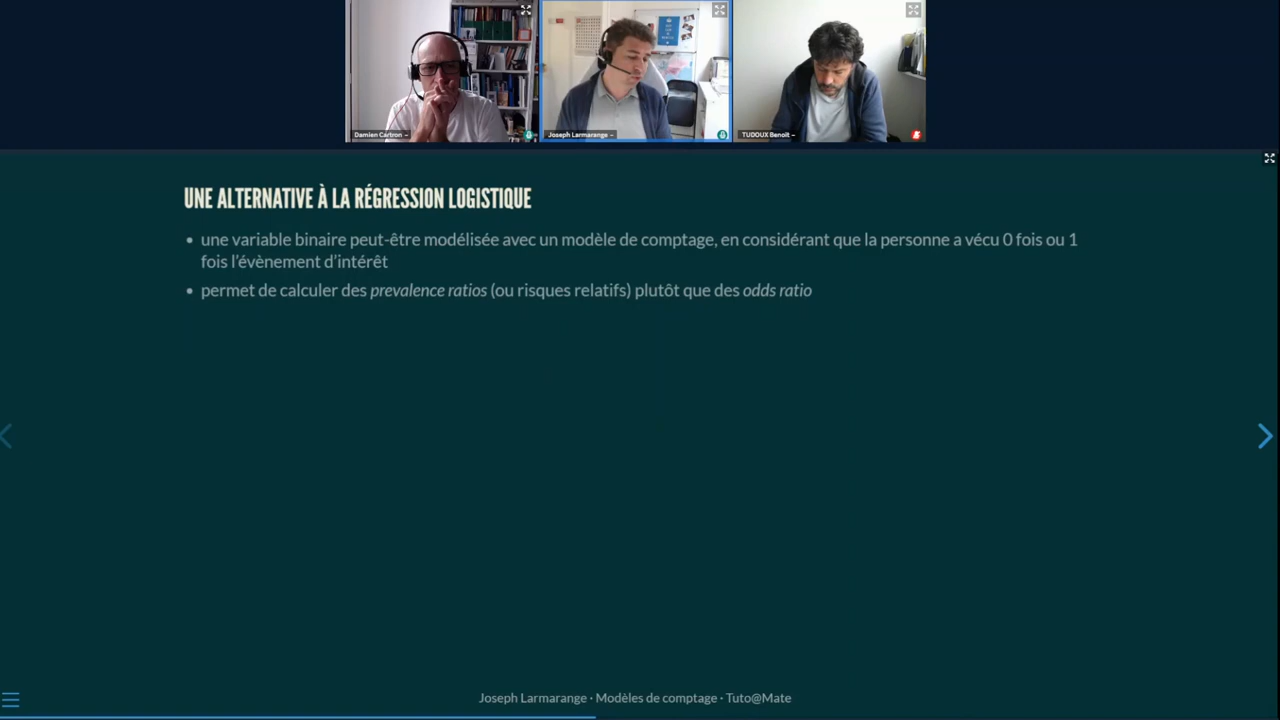 Damien Cartron –
Joseph Larmarange –
TUDOUX Benoit –
UNE ALTERNATIVE À LA RÉGRESSION LOGISTIQUE
• une variable binaire peut-être modélisée avec un modèle de comptage, en considérant que la personne a vécu 0 fois ou 1
fois l’évènement d’intérêt
• permet de calculer des prevalence ratios (ou risques relatifs) plutôt que des odds ratio
Joseph Larmarange · Modèles de comptage · Tuto@Mate